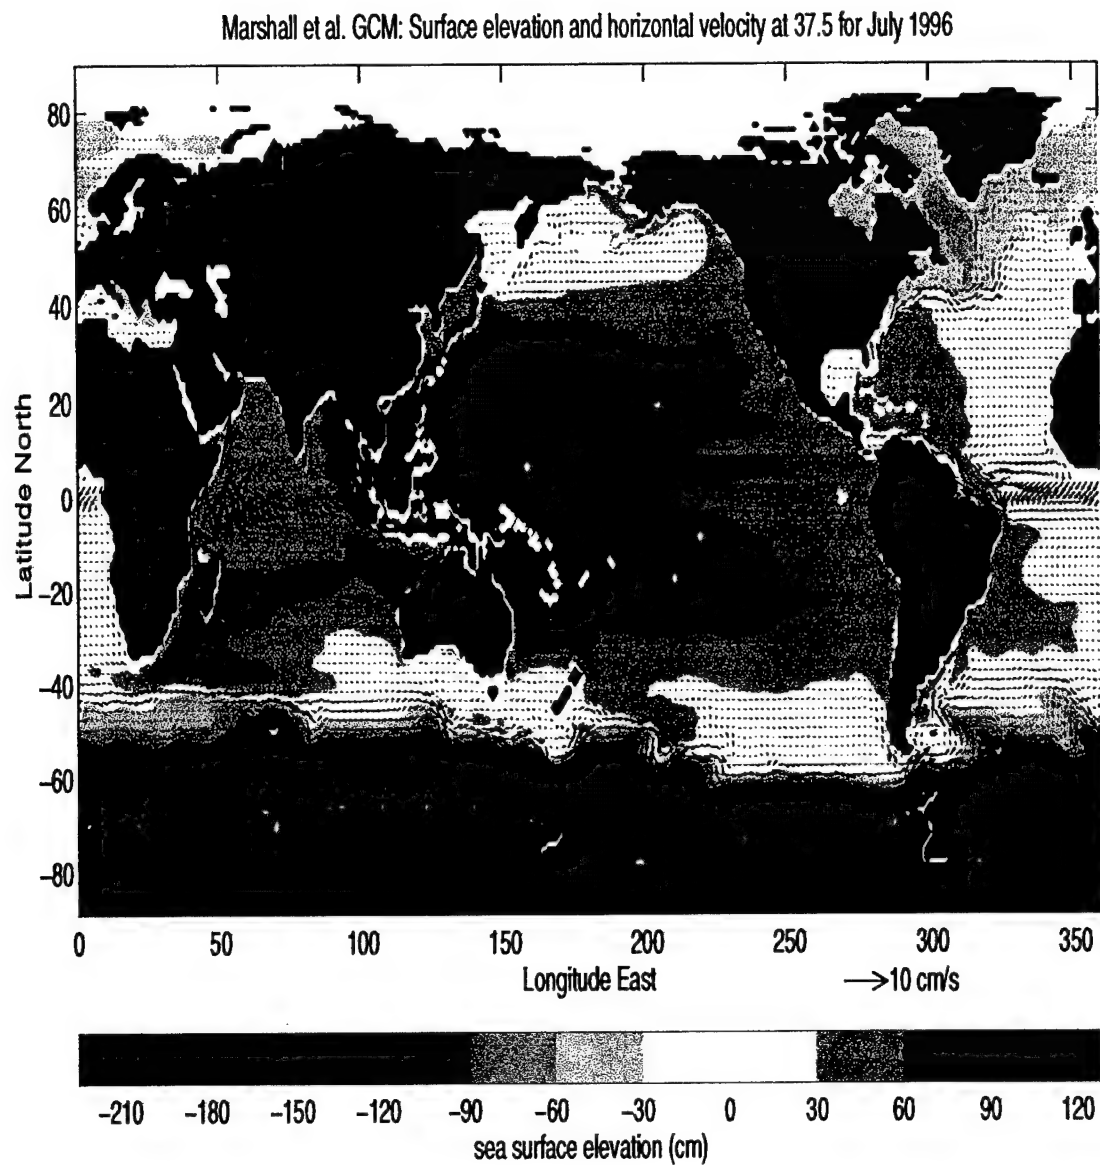 Marshall et al. GCM: Surface elevation and horizontal velocity at 37.5 for July 1996
80
60
40
20
0
−20
−40
−60
−80
Latitude North
0 50 100 150 200 250 300 350
Longitude East
10 cm/s
−210 −180 −150 −120 −90 −60 −30 0 30 60 90 120
sea surface elevation (cm)